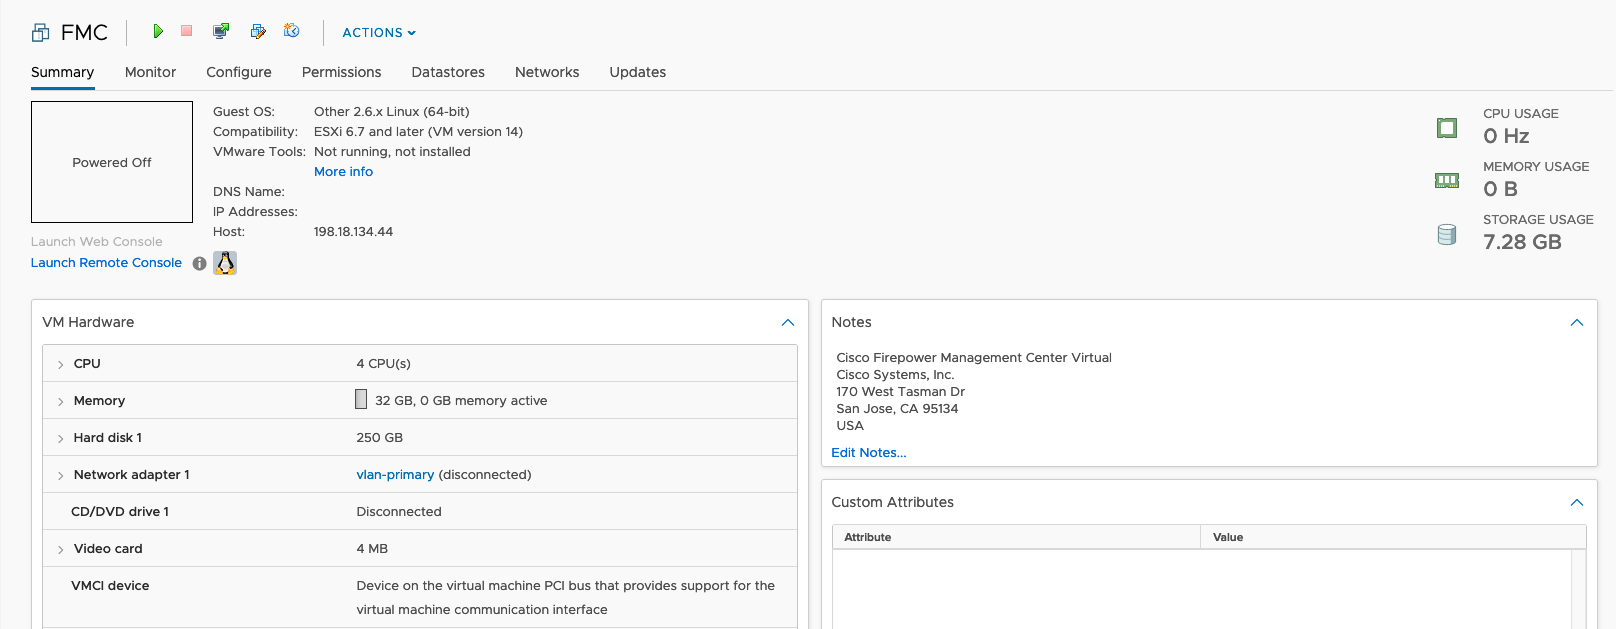 FMC
ACTIONS
Summary Monitor Configure Permissions Datastores Networks Updates
Powered Off
Launch Web Console
Launch Remote Console
Guest OS: Other 2.6.x Linux (64-bit)
Compatibility: ESXi 6.7 and later (VM version 14)
VMware Tools: Not running, not installed
More info
DNS Name:
IP Addresses:
Host: 198.18.134.44
CPU USAGE
0 Hz
MEMORY USAGE
0 B
STORAGE USAGE
7.28 GB
VM Hardware
CPU 4 CPU(s)
Memory 32 GB, 0 GB memory active
Hard disk 1 250 GB
Network adapter 1 vlan-primary (disconnected)
CD/DVD drive 1 Disconnected
Video card 4 MB
VMCI device Device on the virtual machine PCI bus that provides support for the
virtual machine communication interface
Notes
Cisco Firepower Management Center Virtual
Cisco Systems, Inc.
170 West Tasman Dr
San Jose, CA 95134
USA
Edit Notes...
Custom Attributes
Attribute Value